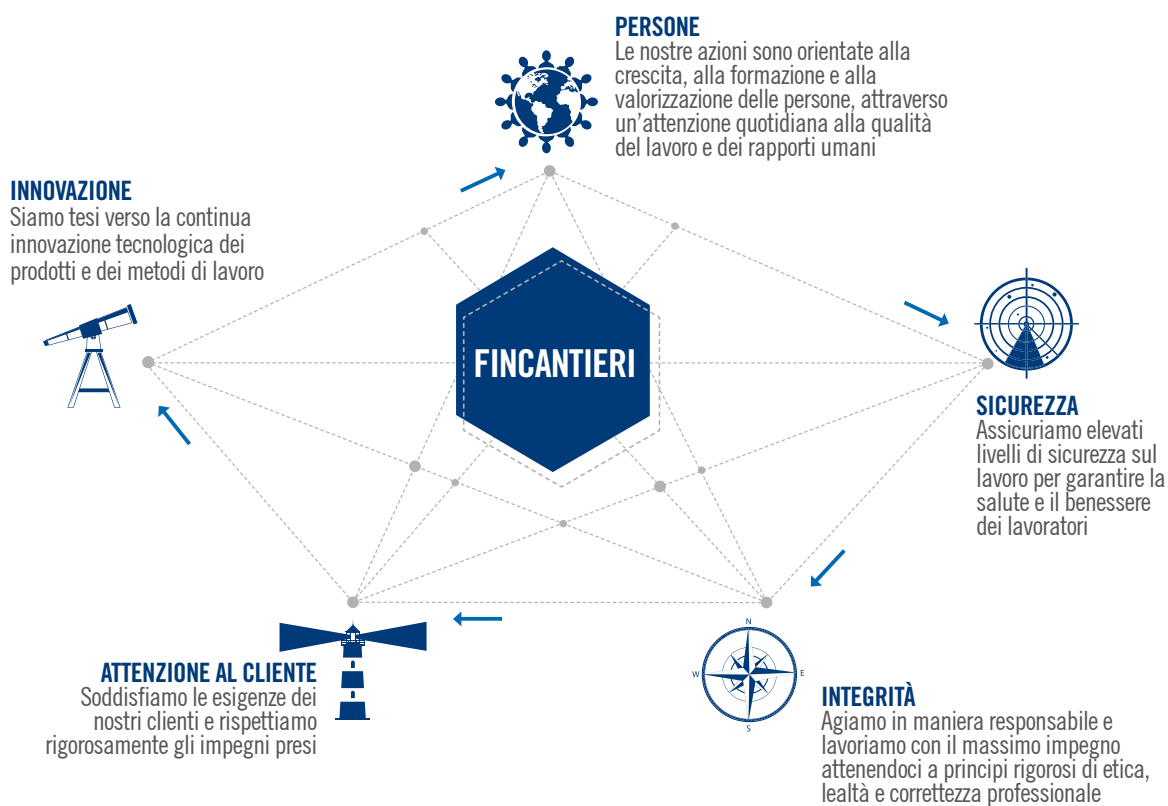 PERSONE
Le nostre azioni sono orientate alla
crescita, alla formazione e alla
valorizzazione delle persone, attraverso
un'attenzione quotidiana alla qualità
del lavoro e dei rapporti umani
INNOVAZIONE
Siamo tesi verso la continua
innovazione tecnologica dei
prodotti e dei metodi di lavoro
FINCANTIERI
SICUREZZA
Assicuriamo elevati
livelli di sicurezza sul
lavoro per garantire la
salute e il benessere
dei lavoratori
ATTENZIONE AL CLIENTE
Soddisfiamo le esigenze dei
nostri clienti e rispettiamo
rigorosamente gli impegni presi
N
W
E
S
INTEGRITÀ
Agiamo in maniera responsabile e
lavoriamo con il massimo impegno
attenendoci a principi rigorosi di etica,
lealtà e correttezza professionale